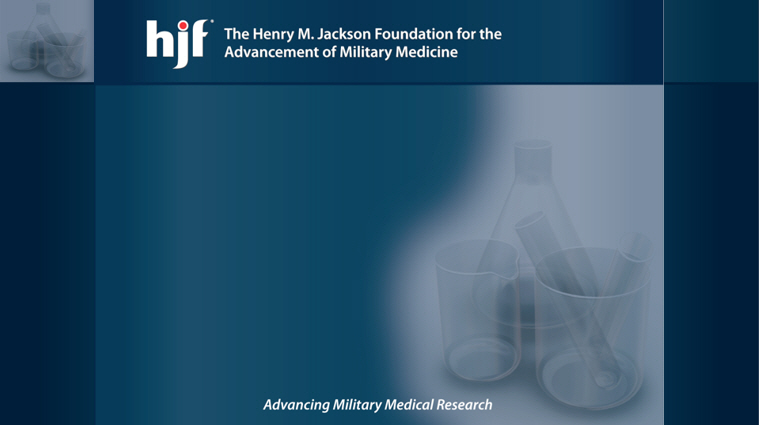 hjf
The Henry M. Jackson Foundation for the
Advancement of Military Medicine
Advancing Military Medical Research